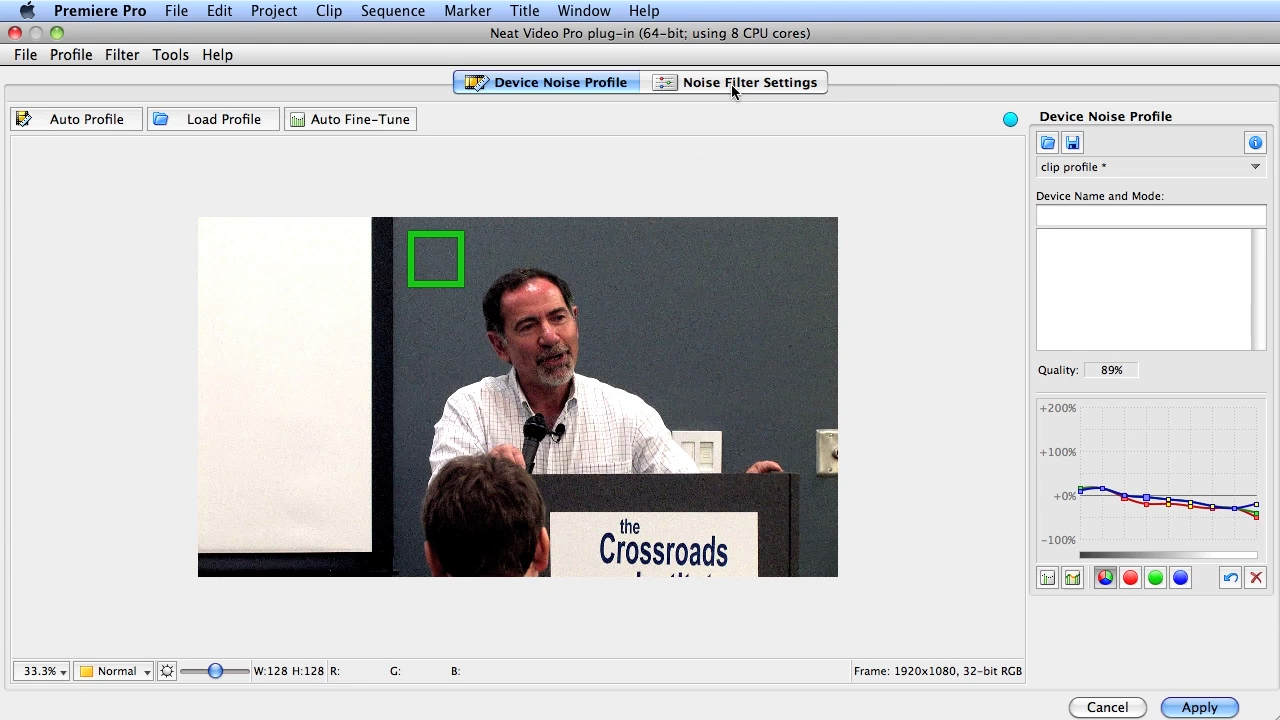 Premiere Pro File Edit Project Clip Sequence Marker Title Window Help
Neat Video Pro plug-in (64-bit; using 8 CPU cores)
File Profile Filter Tools Help
Device Noise Profile Noise Filter Settings
Auto Profile Load Profile Auto Fine-Tune
Device Noise Profile
clip profile *
Device Name and Mode:
Quality: 89%
+200%
+100%
+0%
-100%
the
Crossroads
33.3% Normal W:128 H:128 R: G: B: Frame: 1920x1080, 32-bit RGB
Cancel Apply